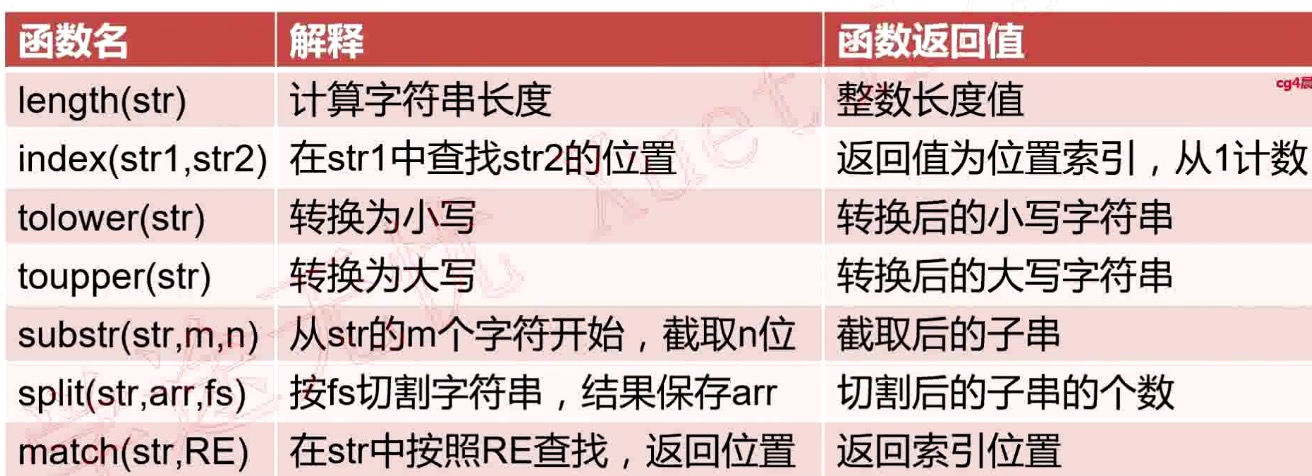 函数名 解释 函数返回值
length(str) 计算字符串长度 整数长度值
cg4晨
index(str1,str2) 在str1中查找str2的位置 返回值为位置索引，从1计数
tolower(str) 转换为小写 转换后的小写字符串
toupper(str) 转换为大写 转换后的大写字符串
substr(str,m,n) 从str的m个字符开始，截取n位 截取后的子串
split(str,arr,fs) 按fs切割字符串，结果保存arr 切割后的子串的个数
match(str,RE) 在str中按照RE查找，返回位置 返回索引位置